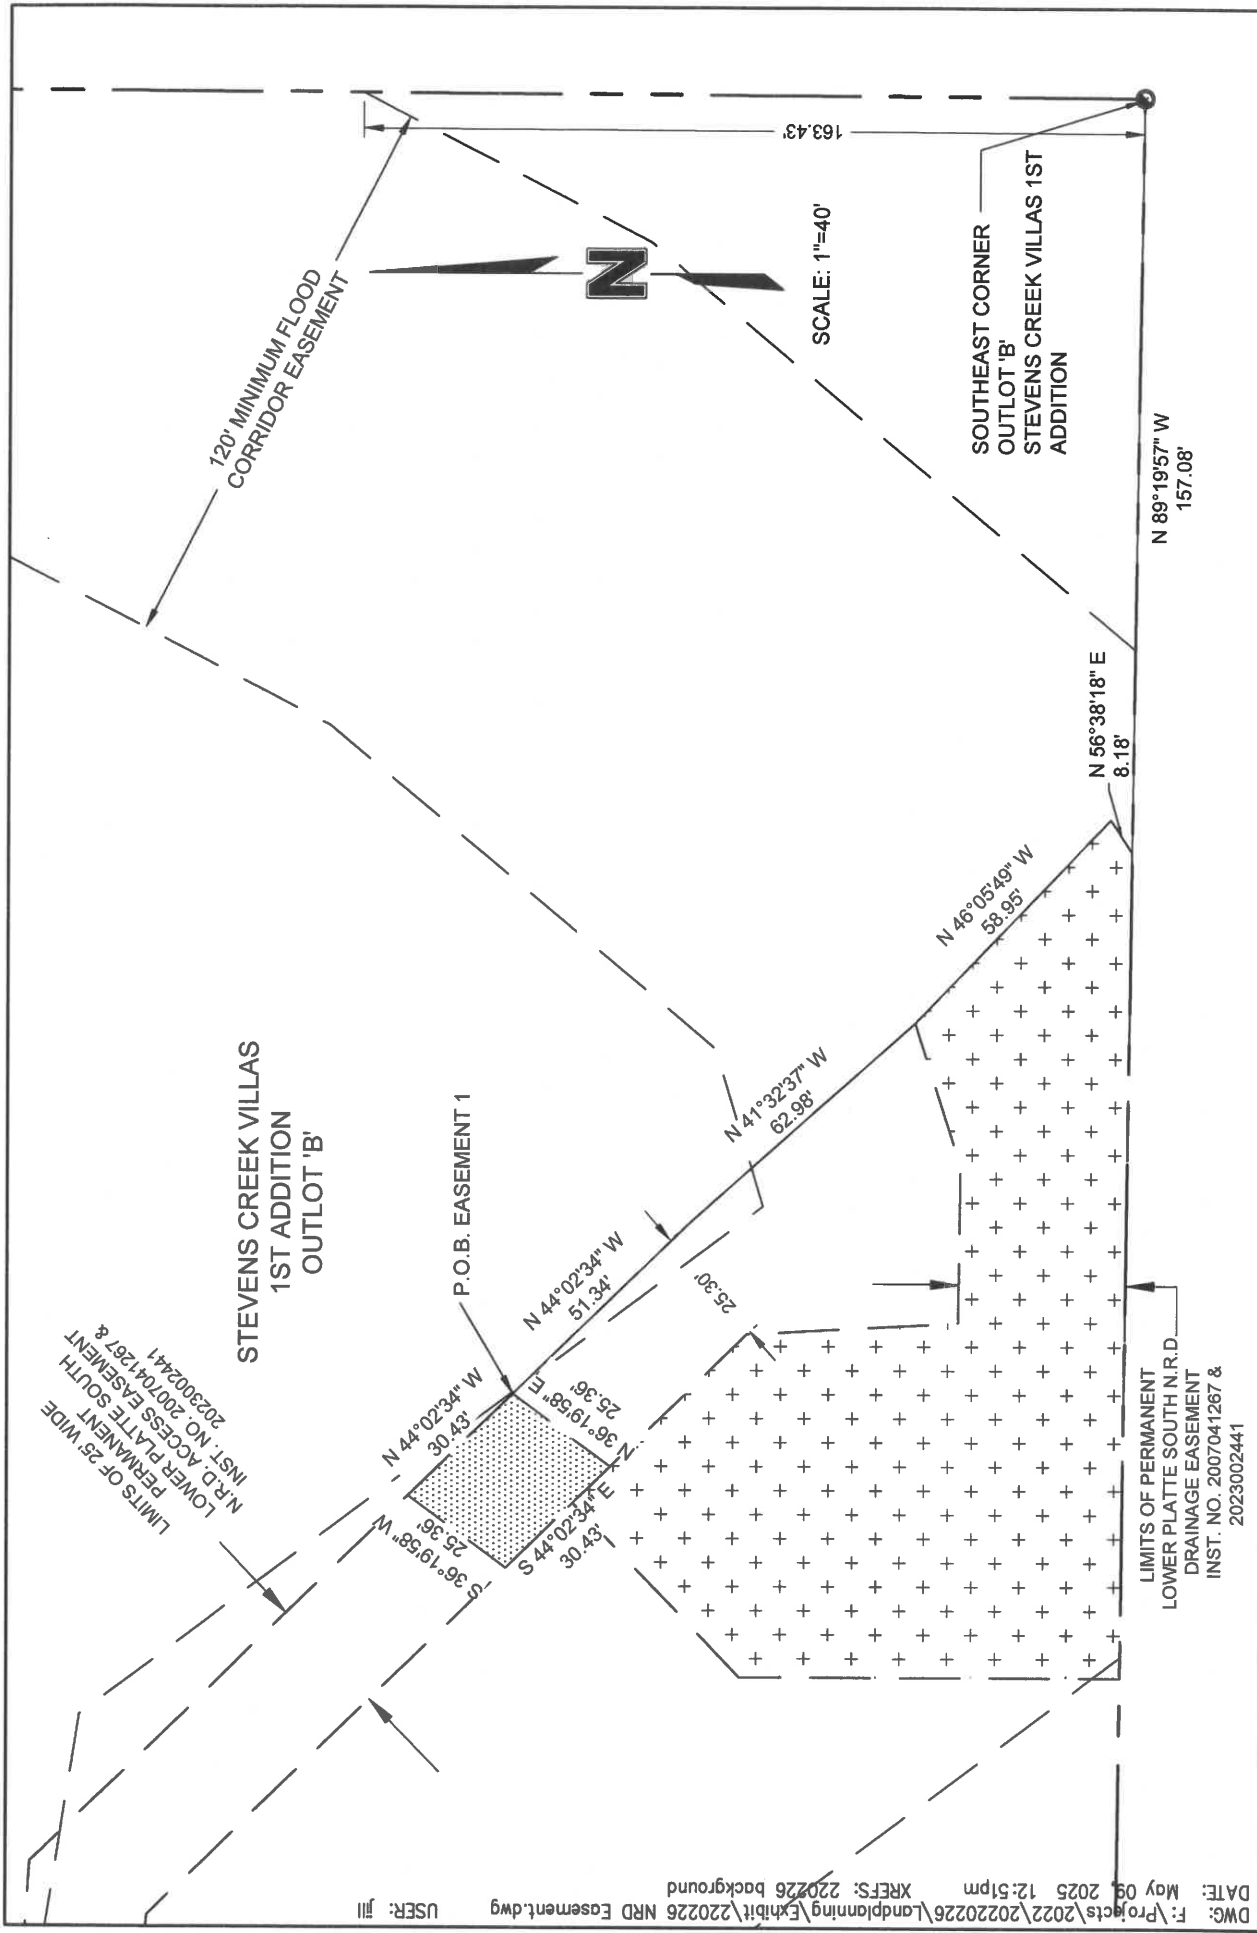 120' MINIMUM FLOOD
CORRIDOR EASEMENT
163.43'
N
SCALE: 1"=40'
SOUTHEAST CORNER
OUTLOT 'B'
STEVENS CREEK VILLAS 1ST
ADDITION
N 89°19'57" W
157.08'
N 56°38'18" E
8.18'
N 46°05'49" W
58.95'
N 41°32'37" W
62.98'
STEVENS CREEK VILLAS
1ST ADDITION
OUTLOT 'B'
P.O.B. EASEMENT 1
N 44°02'34" W
51.34'
25.30'
N 44°02'34" W
30.43'
N 36°19'58" E
25.36'
S 44°02'34" E
30.43'
S 36°19'58" W
25.36'
LIMITS OF 25' WIDE
PERMANENT
LOWER PLATTE SOUTH
N.R.D. ACCESS EASEMENT
INST. NO. 2007041267 &
2023002441
LIMITS OF PERMANENT
LOWER PLATTE SOUTH N.R.D
DRAINAGE EASEMENT
INST. NO. 2007041267 &
2023002441
DWG: F:\Projects\2022\20220226\Landplanning\Exhibit\220226 NRD Easement.dwg USER: jill
DATE: May 09, 2025 12:51pm XREFS: 220226 background